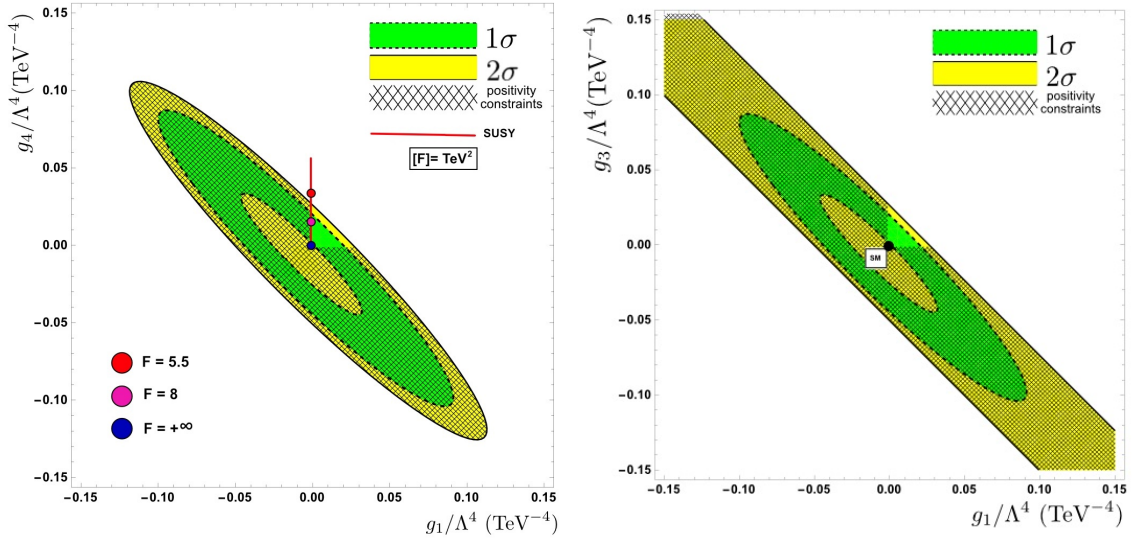 g₄/Λ⁴(TeV⁻⁴)
0.15
0.10
0.05
0.00
−0.05
−0.10
−0.15
1σ
2σ
positivity
constraints
SUSY
[F]= TeV²
F = 5.5
F = 8
F = +∞
−0.15 −0.10 −0.05 0.00 0.05 0.10 0.15
g₁/Λ⁴ (TeV⁻⁴)
g₃/Λ⁴(TeV⁻⁴)
0.15
0.10
0.05
0.00
−0.05
−0.10
−0.15
1σ
2σ
positivity
constraints
SM
−0.15 −0.10 −0.05 0.00 0.05 0.10 0.15
g₁/Λ⁴ (TeV⁻⁴)